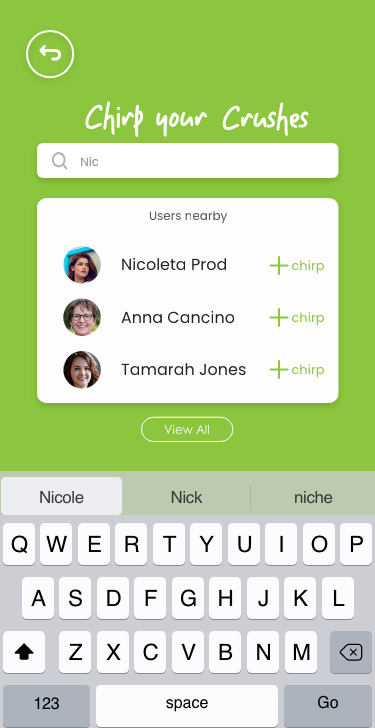 Chirp your Crushes
Nic
Users nearby
Nicoleta Prod + chirp
Anna Cancino + chirp
Tamarah Jones + chirp
View All
Nicole Nick niche
Q W E R T Y U I O P
A S D F G H J K L
Z X C V B N M
123 space Go